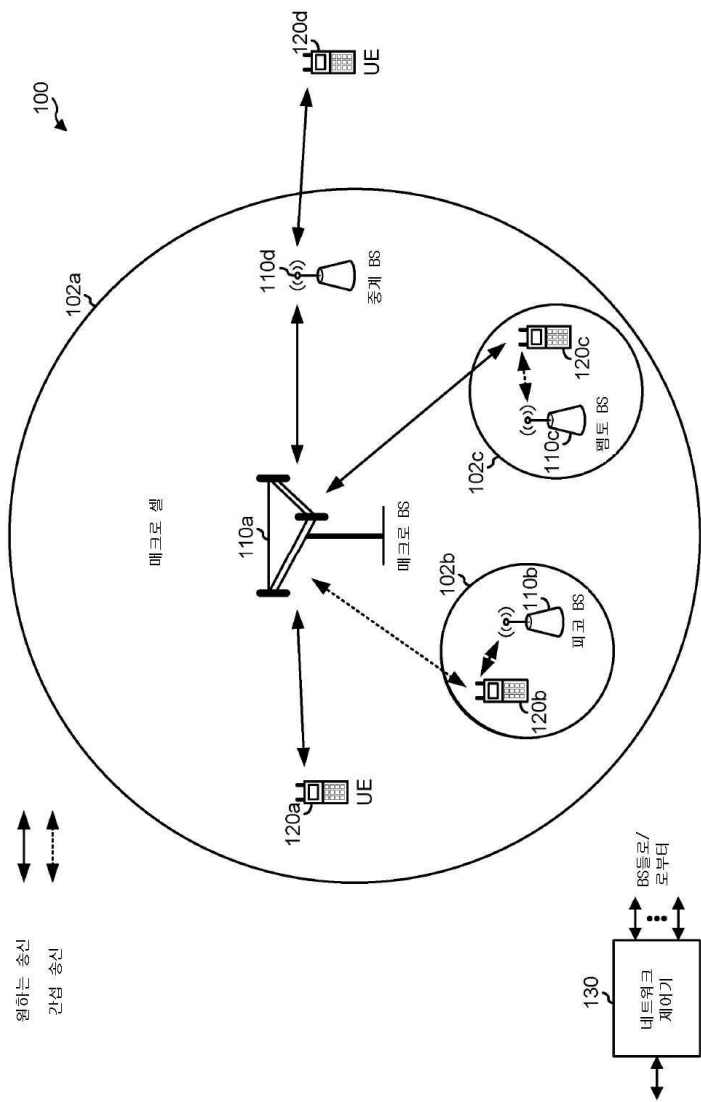 100
102a
매크로 셀
110a
매크로 BS
110d
중계 BS
120d
UE
120a
UE
102b
110b
피코 BS
120b
102c
110c
펨토 BS
120c
원하는 송신
간섭 송신
130
네트워크
제어기
BS들로/
로부터